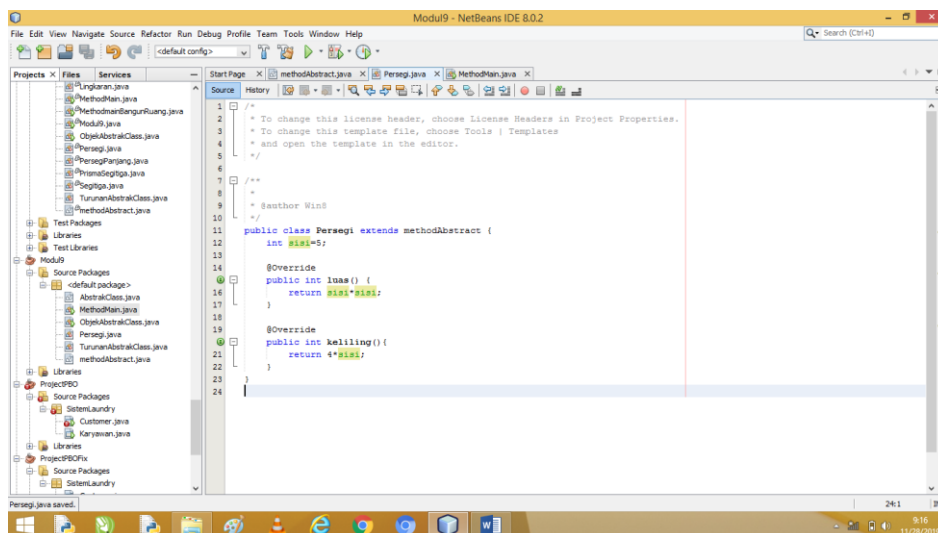 Modul9 - NetBeans IDE 8.0.2
File Edit View Navigate Source Refactor Run Debug Profile Team Tools Window Help
Search (Ctrl+I)
<default config>
Projects Files Services
Start Page methodAbstract.java Persegi.java MethodMain.java
Source History
Lingkaran.java
MethodMain.java
MethodmainBangunRuang.java
Modul9.java
ObjekAbstrakClass.java
Persegi.java
PersegiPanjang.java
PrismaSegitiga.java
Segitiga.java
TurunanAbstrakClass.java
methodAbstract.java
Test Packages
Libraries
Test Libraries
Modul9
Source Packages
<default package>
AbstrakClass.java
MethodMain.java
ObjekAbstrakClass.java
Persegi.java
TurunanAbstrakClass.java
methodAbstract.java
Libraries
ProjectPBO
Source Packages
SistemLaundry
Customer.java
Karyawan.java
Libraries
ProjectPBOFix
Source Packages
SistemLaundry
1 /*
2 * To change this license header, choose License Headers in Project Properties.
3 * To change this template file, choose Tools | Templates
4 * and open the template in the editor.
5 */
6
7 /**
8 *
9 * @author Win8
10 */
11 public class Persegi extends methodAbstract {
12 int sisi=5;
13
14 @Override
public int luas() {
16 return sisi*sisi;
17 }
18
19 @Override
public int keliling(){
21 return 4*sisi;
22 }
23 }
24
Persegi.java saved.
24:1
9:16